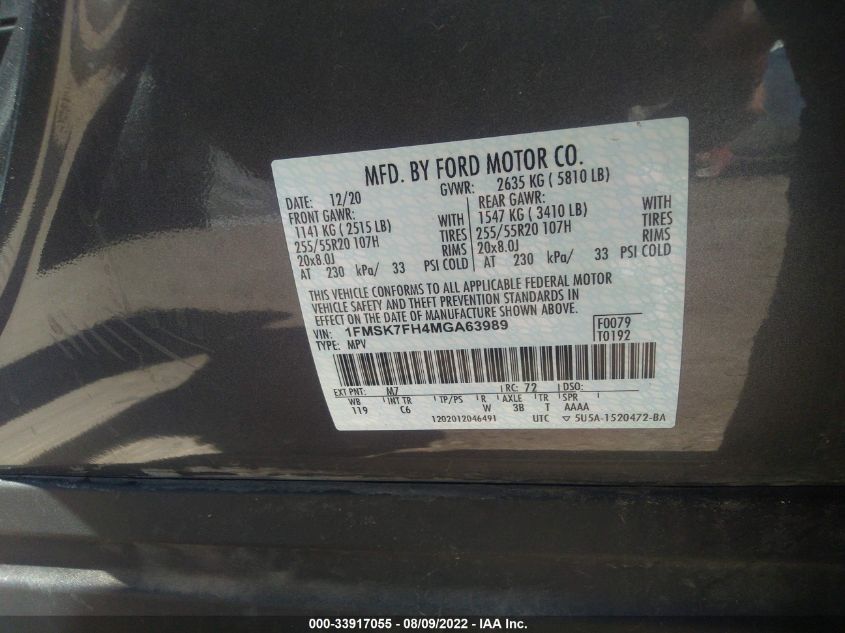 MFD. BY FORD MOTOR CO.
DATE: 12/20 GVWR: 2635 KG ( 5810 LB)
FRONT GAWR: REAR GAWR:
1141 KG ( 2515 LB) WITH 1547 KG ( 3410 LB) WITH
255/55R20 107H TIRES 255/55R20 107H TIRES
20x8.0J RIMS 20x8.0J RIMS
AT 230 kPa/ 33 PSI COLD AT 230 kPa/ 33 PSI COLD
THIS VEHICLE CONFORMS TO ALL APPLICABLE FEDERAL MOTOR
VEHICLE SAFETY AND THEFT PREVENTION STANDARDS IN
EFFECT ON THE DATE OF MANUFACTURE SHOWN ABOVE.
VIN: 1FMSK7FH4MGA63989 F0079
TYPE: MPV T0192
EXT PNT: M7 RC: 72 DSO:
WB INT TR TP/PS R AXLE TR SPR
119 C6 W 3B T AAAA
1202012046491 UTC ▽ 5U5A-1520472-BA
000-33917055 - 08/09/2022 - IAA Inc.